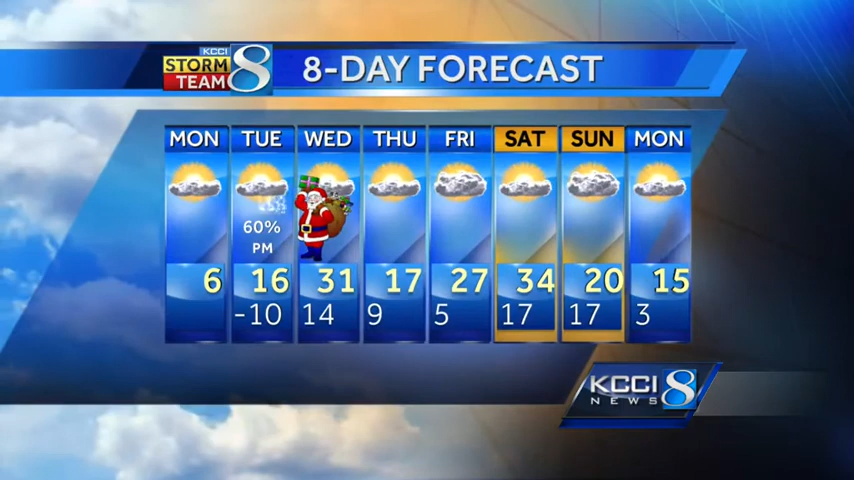 KCCI
STORM
TEAM 8
8-DAY FORECAST
MON TUE WED THU FRI SAT SUN MON
60%
PM
6 16 31 17 27 34 20 15
-10 14 9 5 17 17 3
KCCI 8
NEWS